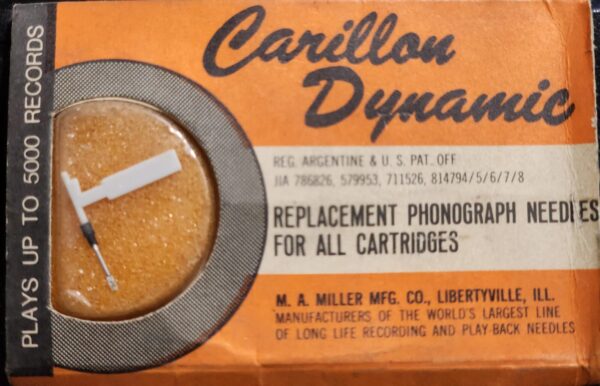 PLAYS UP TO 5000 RECORDS
Carillon
Dynamic
REG. ARGENTINE & U. S. PAT. OFF
JIA 786826, 579953, 711526, 814794/5/6/7/8
REPLACEMENT PHONOGRAPH NEEDLES
FOR ALL CARTRIDGES
M. A. MILLER MFG. CO., LIBERTYVILLE, ILL.
MANUFACTURERS OF THE WORLD'S LARGEST LINE
OF LONG LIFE RECORDING AND PLAY-BACK NEEDLES